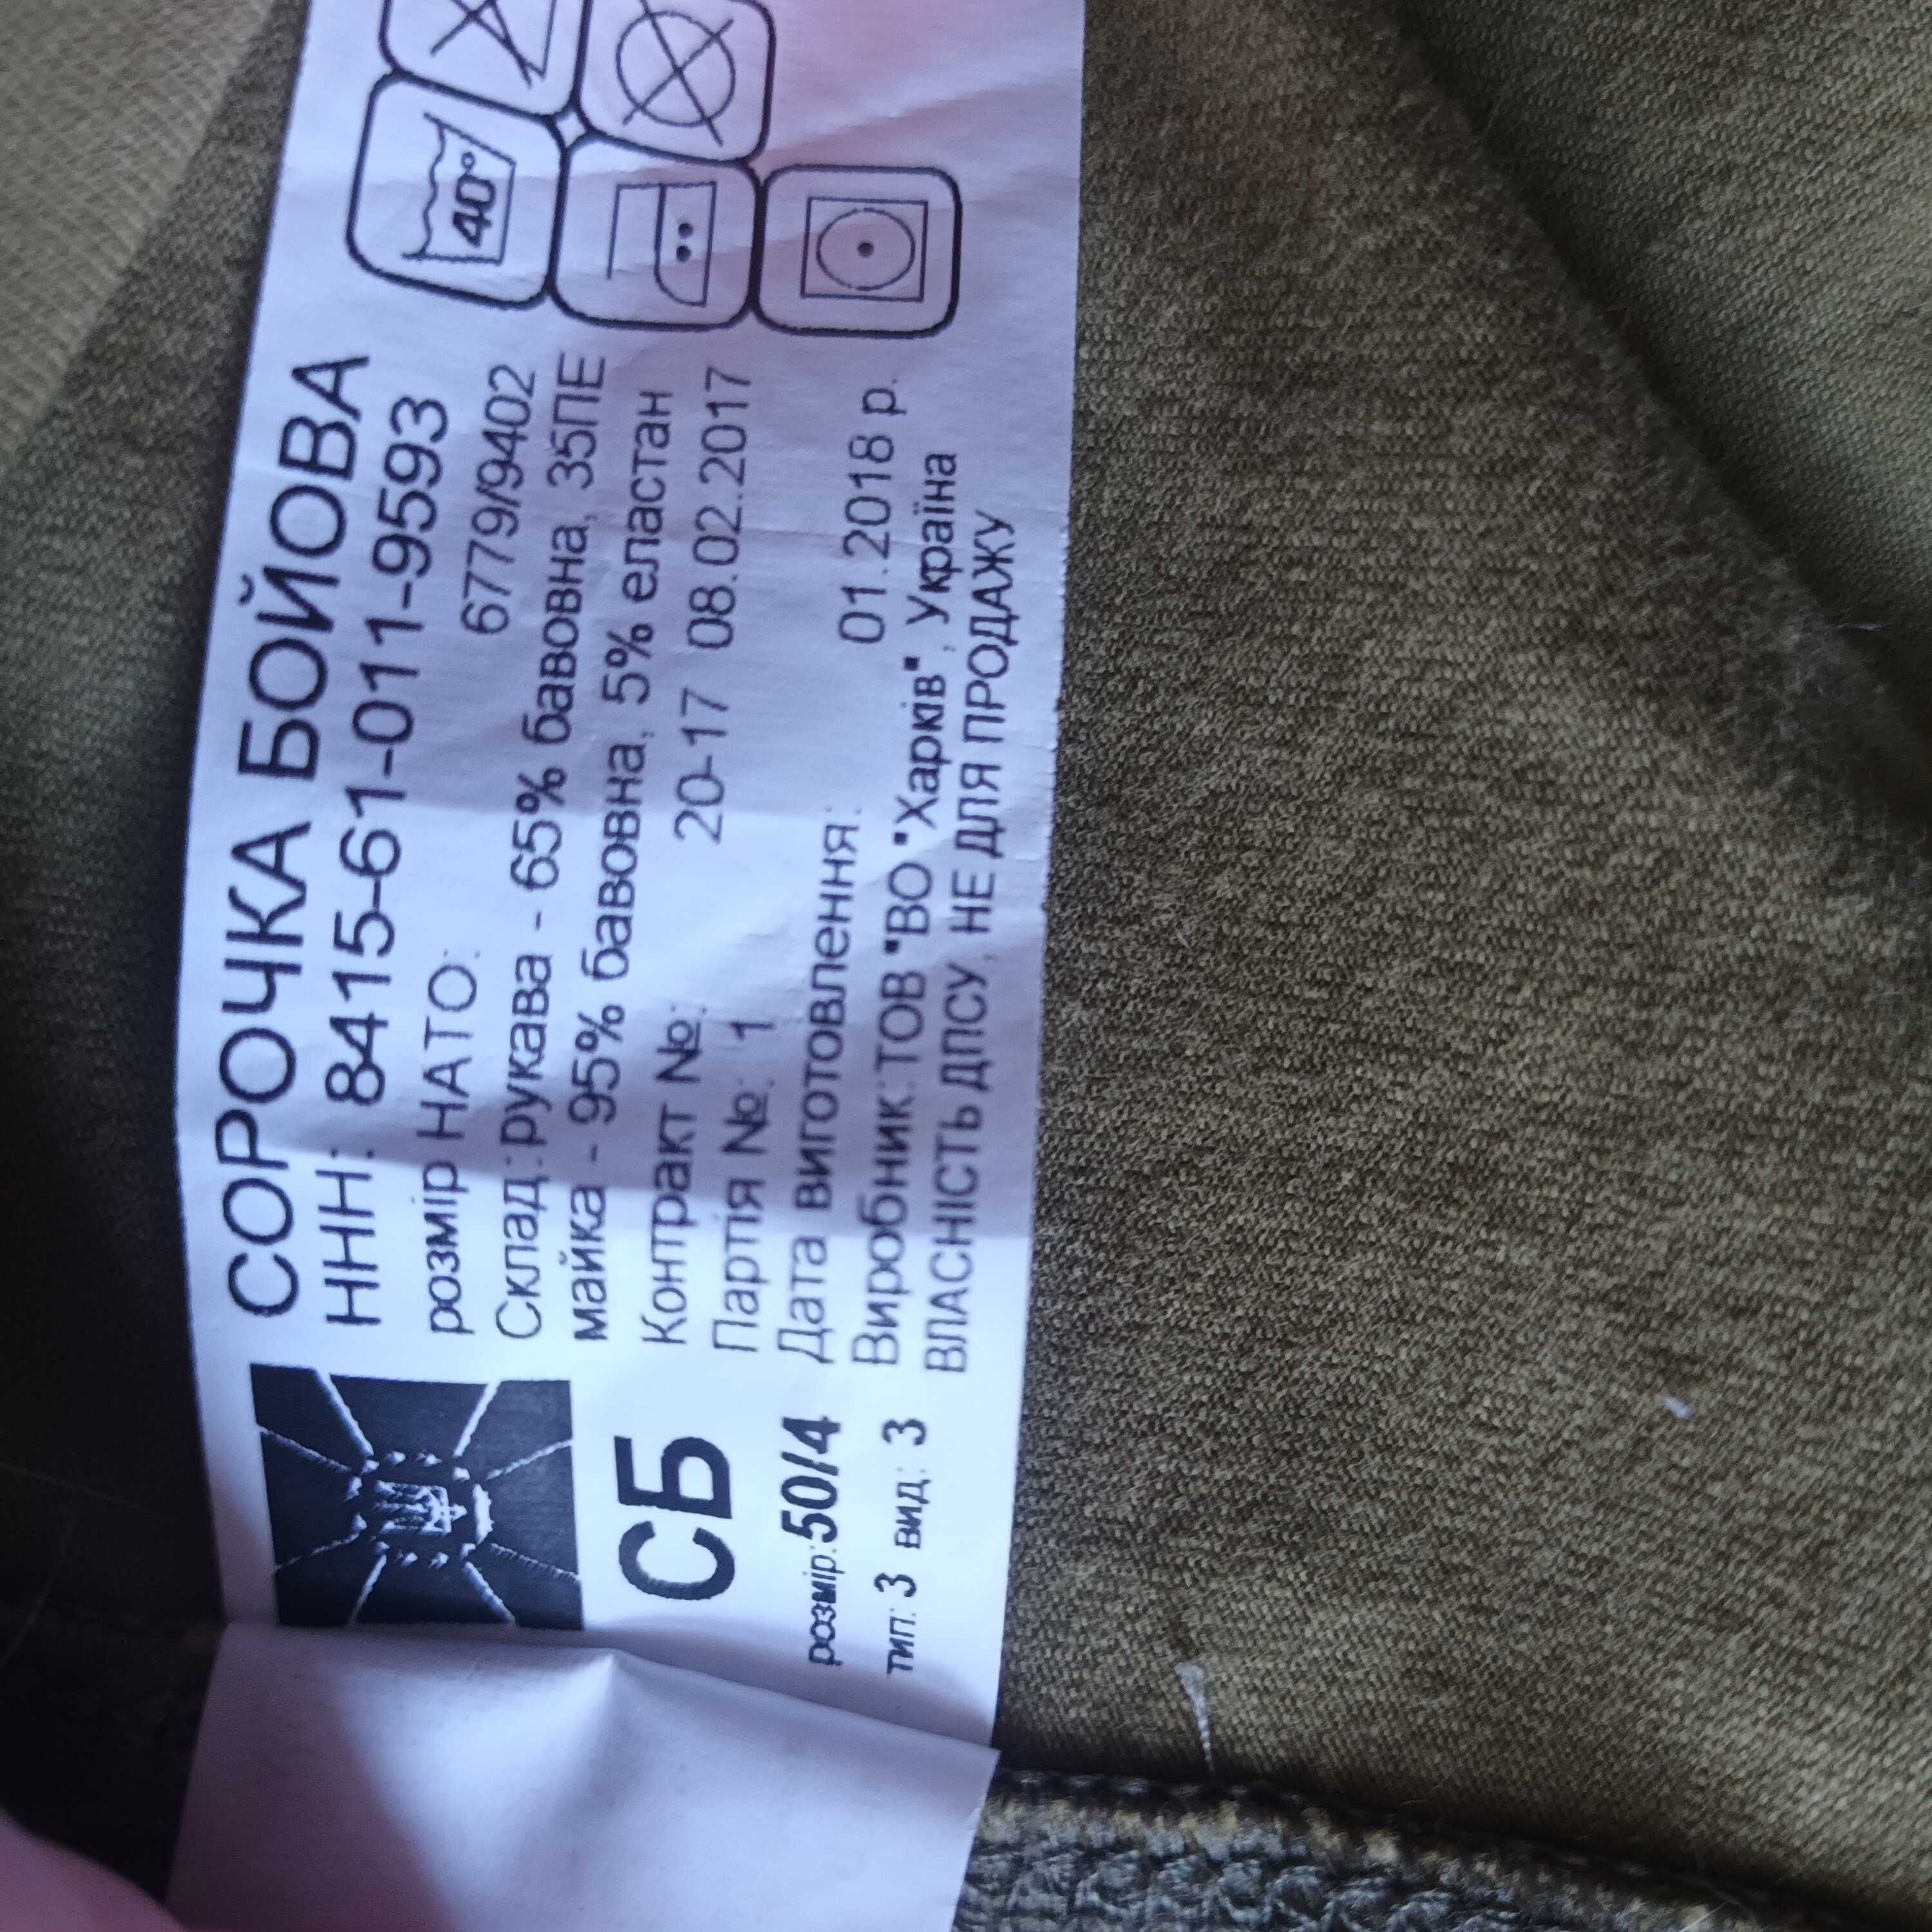 СОРОЧКА БОЙОВА
ННН: 8415-61-011-9593
розмір НАТО: 6779/9402
Склад: рукава - 65% бавовна, 35ПЕ
майка - 95% бавовна, 5% еластан
Контракт №: 20-17 08.02.2017
Партія №: 1
Дата виготовлення: 01.2018 р.
Виробник: ТОВ "ВО "Харків", Україна
ВЛАСНІСТЬ ДПСУ, НЕ ДЛЯ ПРОДАЖУ
СБ
розмір: 50/4
тип: 3 вид: 3
40°